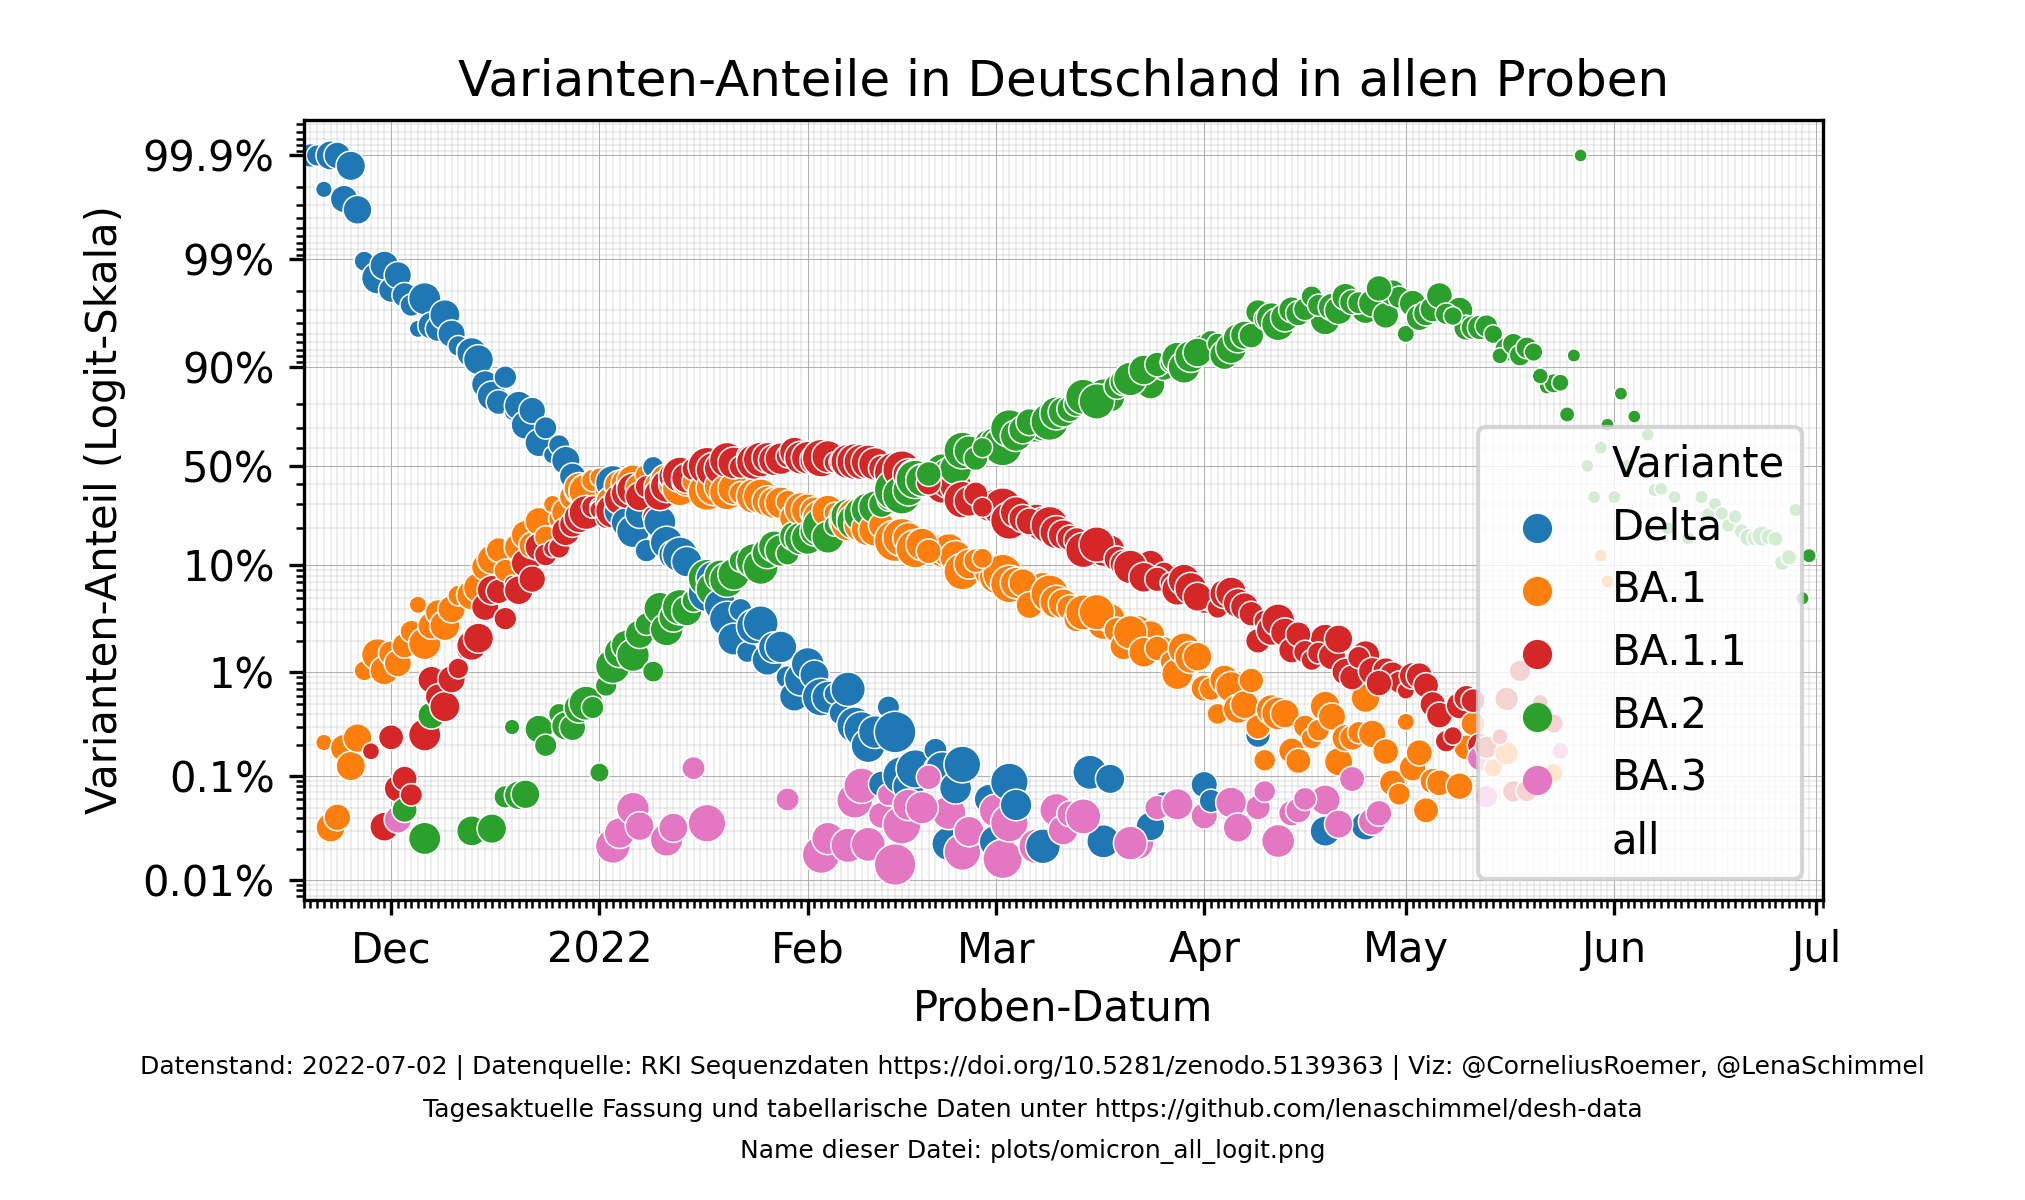 Varianten-Anteile in Deutschland in allen Proben
Varianten-Anteil (Logit-Skala)
99.9%
99%
90%
50%
10%
1%
0.1%
0.01%
Variante
Delta
BA.1
BA.1.1
BA.2
BA.3
all
Dec 2022 Feb Mar Apr May Jun Jul
Proben-Datum
Datenstand: 2022-07-02 | Datenquelle: RKI Sequenzdaten https://doi.org/10.5281/zenodo.5139363 | Viz: @CorneliusRoemer, @LenaSchimmel
Tagesaktuelle Fassung und tabellarische Daten unter https://github.com/lenaschimmel/desh-data
Name dieser Datei: plots/omicron_all_logit.png